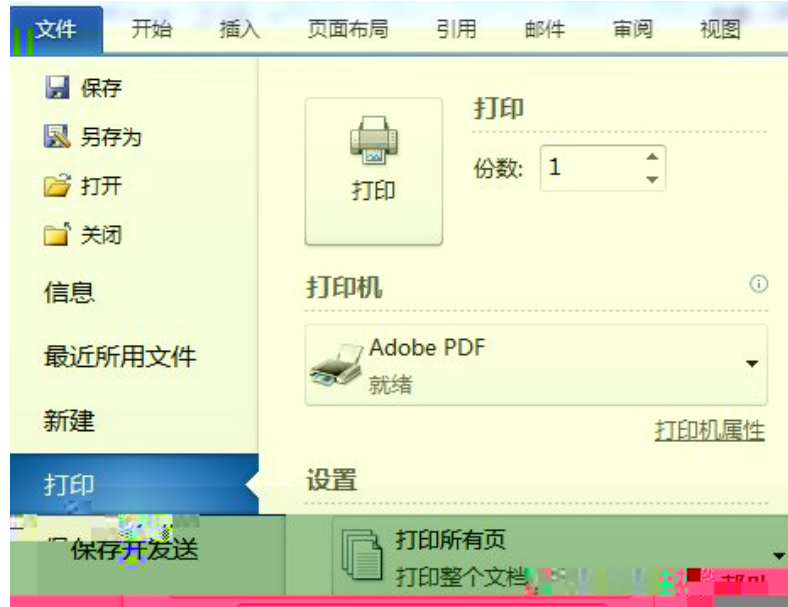 文件 开始 插入 页面布局 引用 邮件 审阅 视图
保存
另存为
打开
关闭
信息
最近所用文件
新建
打印
保存并发送
打印
打印
份数: 1
打印机
Adobe PDF
就绪
打印机属性
设置
打印所有页
打印整个文档